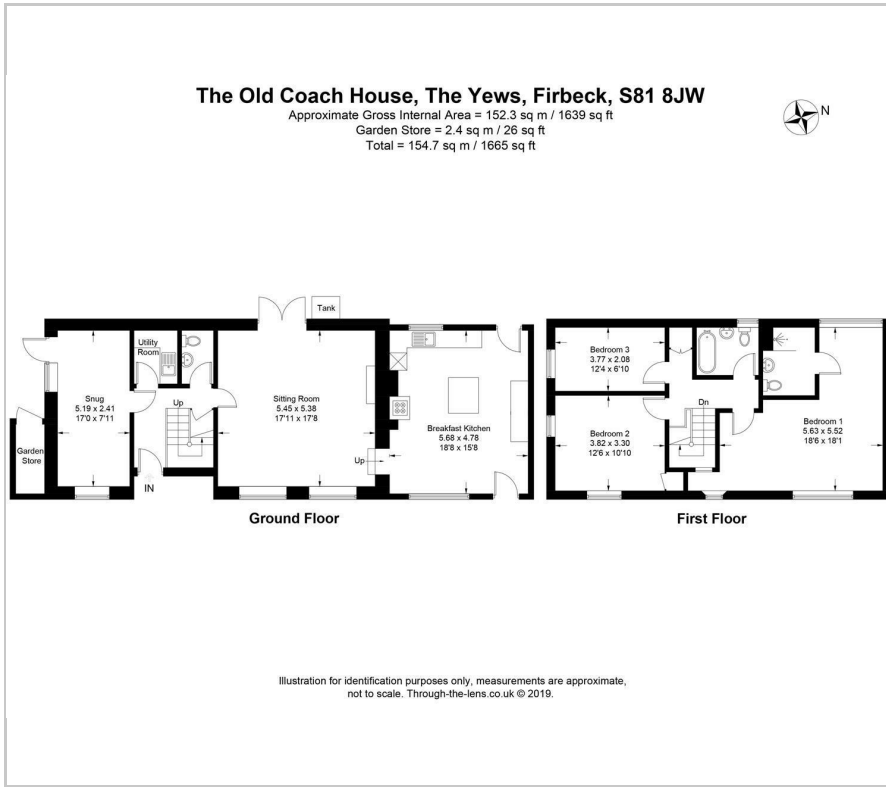 The Old Coach House, The Yews, Firbeck, S81 8JW
Approximate Gross Internal Area = 152.3 sq m / 1639 sq ft
Garden Store = 2.4 sq m / 26 sq ft
Total = 154.7 sq m / 1665 sq ft
N
Tank
Utility
Room
Snug
5.19 x 2.41
17'0 x 7'11
Up
Sitting Room
5.45 x 5.38
17'11 x 17'8
Breakfast Kitchen
5.68 x 4.78
18'8 x 15'8
Up
Garden
Store
IN
Ground Floor
Bedroom 3
3.77 x 2.08
12'4 x 6'10
Dn
Bedroom 2
3.82 x 3.30
12'6 x 10'10
Bedroom 1
5.63 x 5.52
18'6 x 18'1
First Floor
Illustration for identification purposes only, measurements are approximate,
not to scale. Through-the-lens.co.uk © 2019.